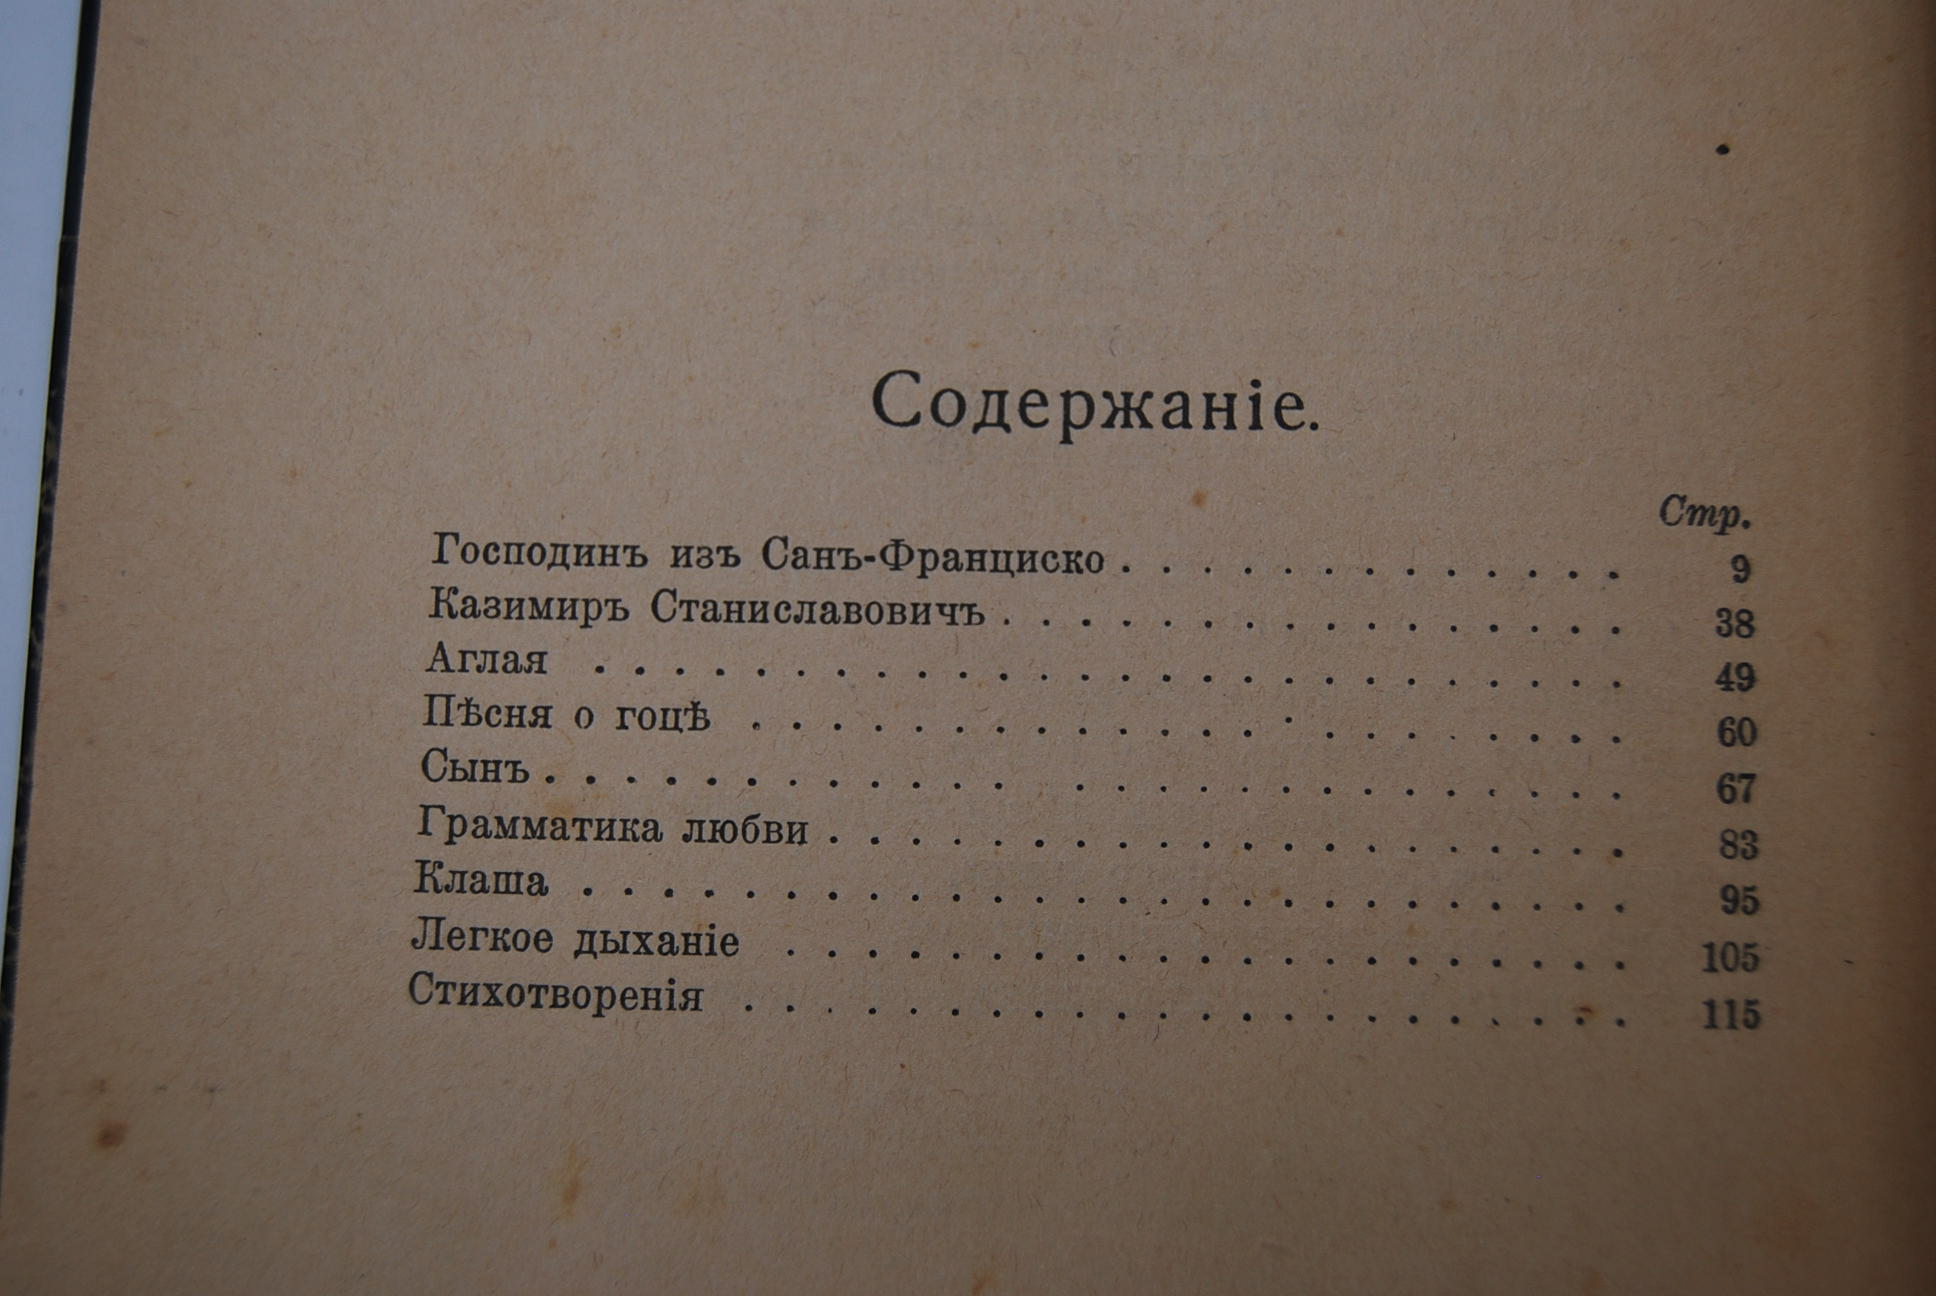 Содержаніе.
Стр.
Господинъ изъ Санъ-Франциско . . . . . . . . . . . . . 9
Казимиръ Станиславовичъ . . . . . . . . . . . . . . . . 38
Аглая . . . . . . . . . . . . . . . . . . . . . . . . . . 49
Пѣсня о гоцѣ . . . . . . . . . . . . . . . . . . . . . . 60
Сынъ . . . . . . . . . . . . . . . . . . . . . . . . . . 67
Грамматика любви . . . . . . . . . . . . . . . . . . . . 83
Клаша . . . . . . . . . . . . . . . . . . . . . . . . . . 95
Легкое дыханіе . . . . . . . . . . . . . . . . . . . . . 105
Стихотворенія . . . . . . . . . . . . . . . . . . . . . . 115